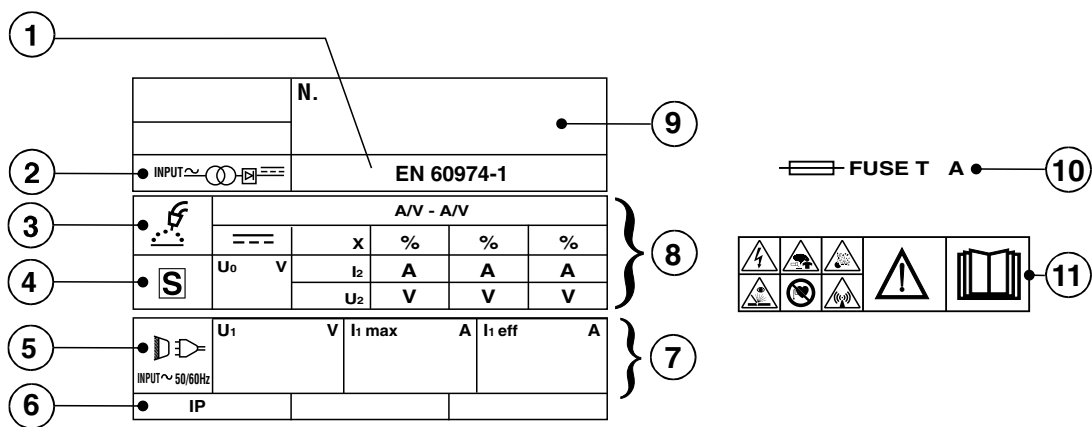 1
N.
9
2
INPUT
EN 60974-1
FUSE T A
10
3
A/V - A/V
X % % %
8
4
S
U0 V
I2 A A A
U2 V V V
11
5
U1 V I1 max A I1 eff A
7
INPUT ~ 50/60Hz
6
IP